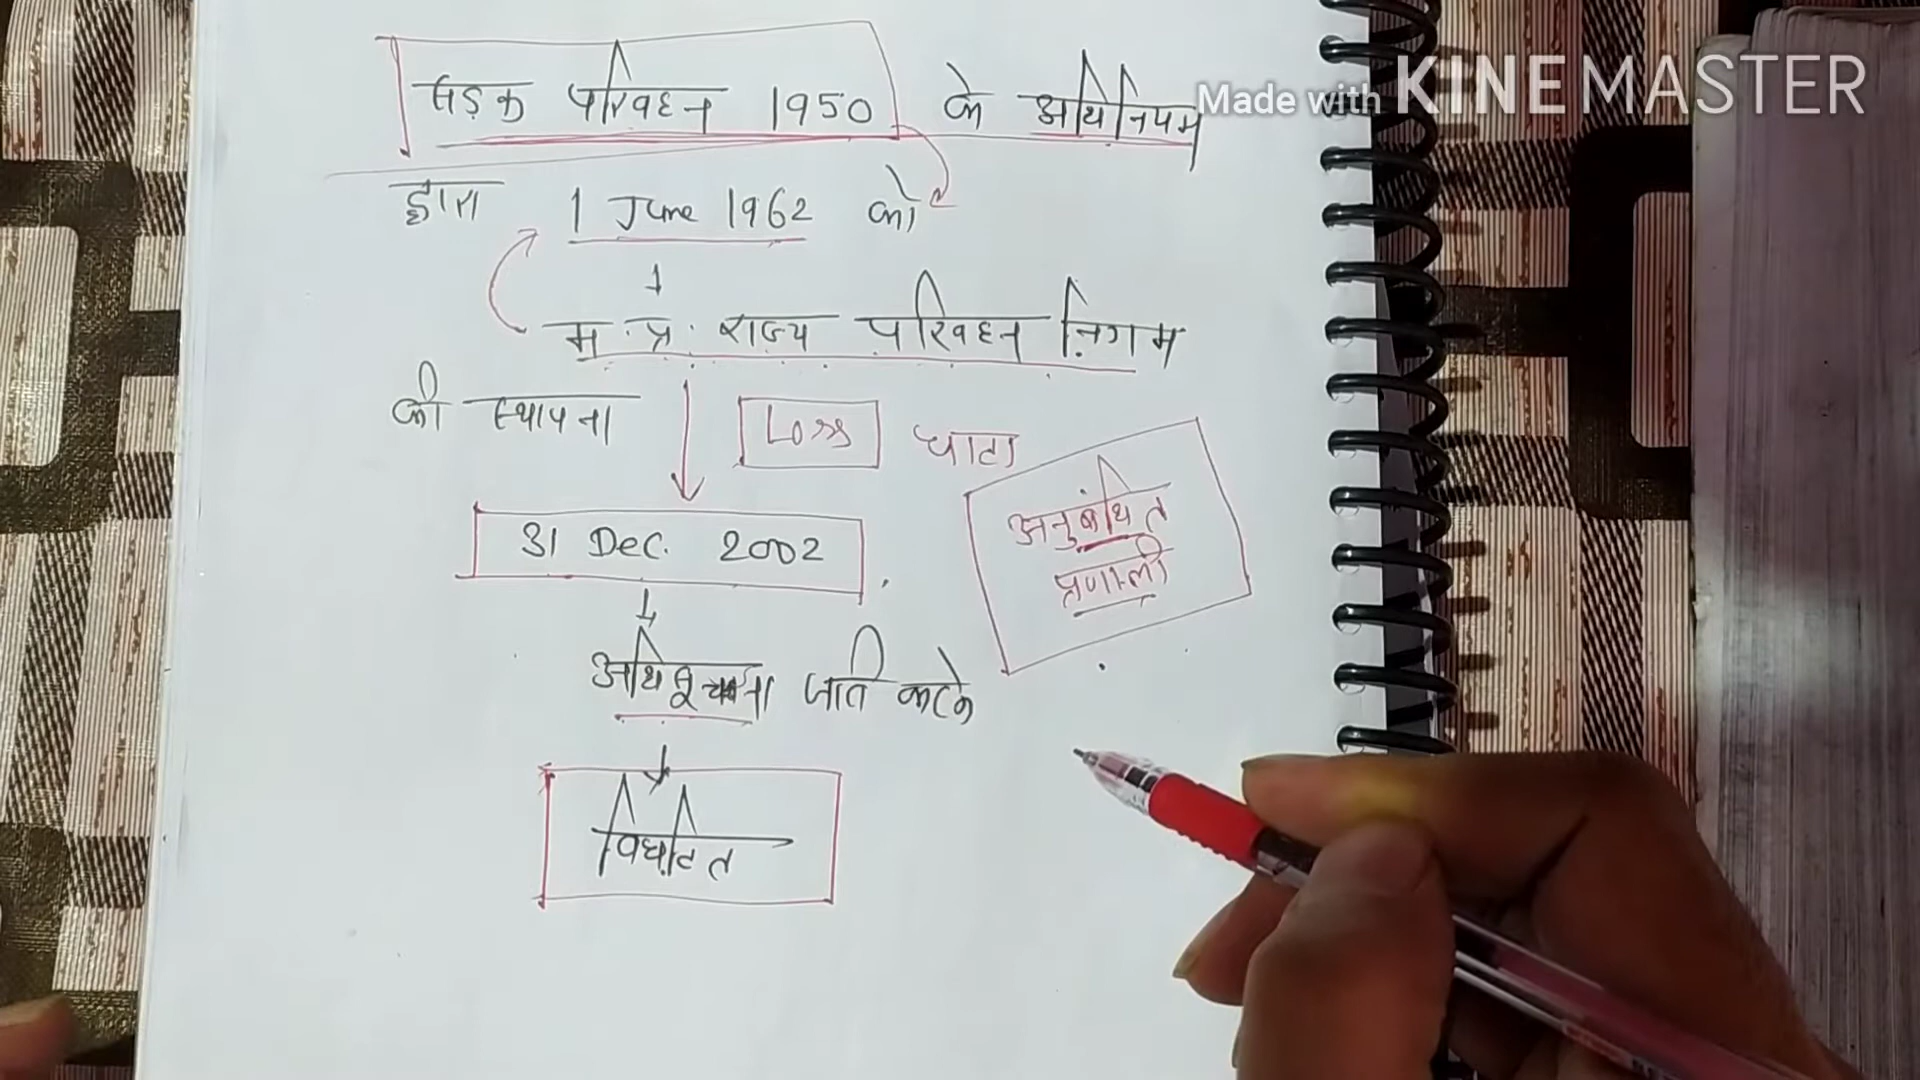 सड़क परिवहन 1950 के अधिनियम
Made with KINEMASTER
द्वारा 1 June 1962 को
म.प्र. राज्य परिवहन निगम
की स्थापना
Loss घाटा
अनुबंधित
प्रणाली
31 Dec. 2002
अधिसूचना जारी करके
विघटित